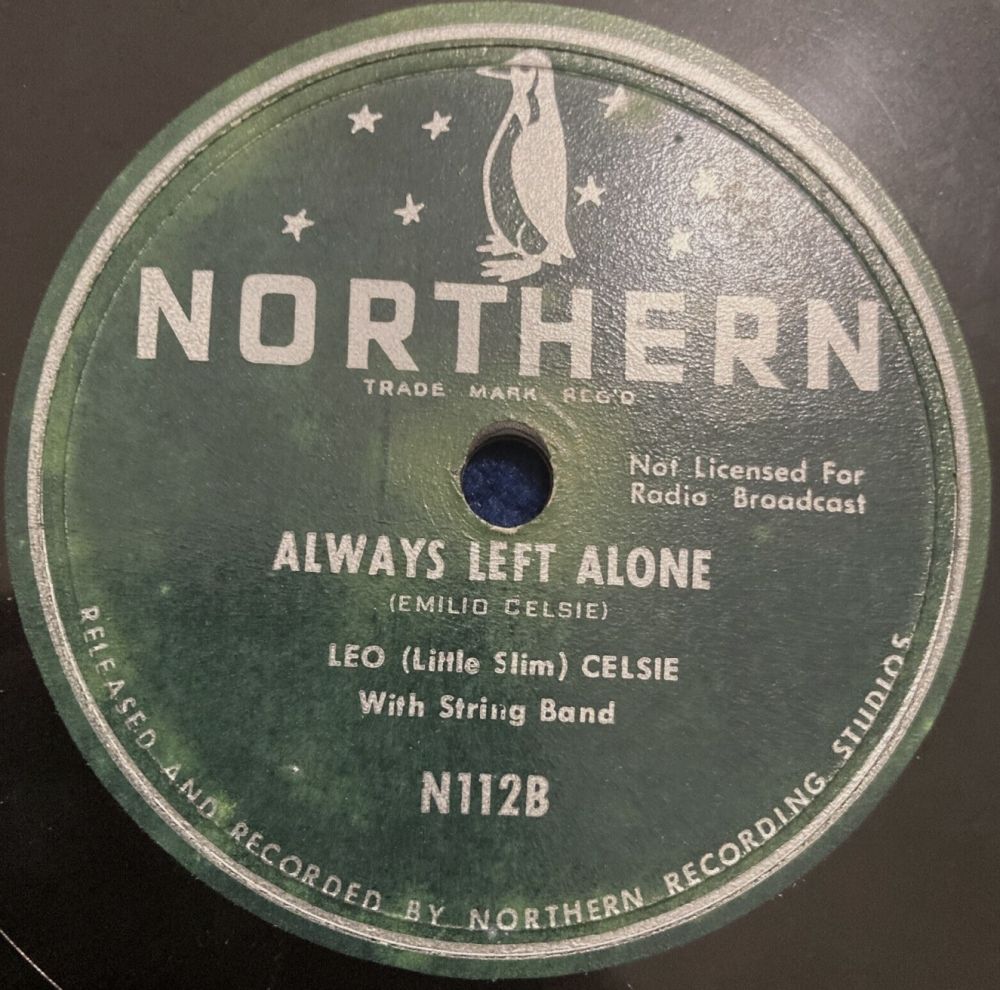 NORTHERN
TRADE MARK REG'D
Not Licensed For
Radio Broadcast
ALWAYS LEFT ALONE
(EMILIO CELSIE)
LEO (Little Slim) CELSIE
With String Band
N112B
RELEASED AND RECORDED BY NORTHERN RECORDING STUDIOS